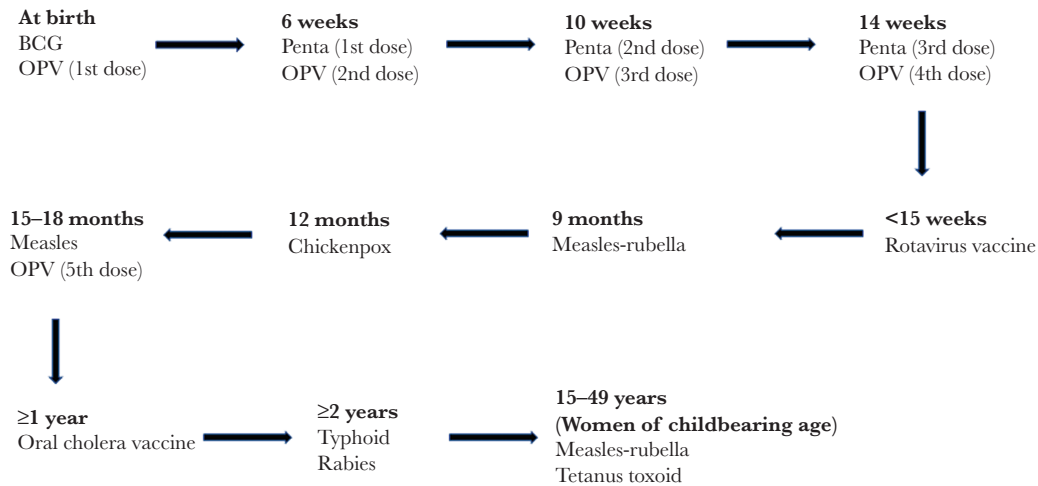 At birth
BCG
OPV (1st dose)
6 weeks
Penta (1st dose)
OPV (2nd dose)
10 weeks
Penta (2nd dose)
OPV (3rd dose)
14 weeks
Penta (3rd dose)
OPV (4th dose)
<15 weeks
Rotavirus vaccine
9 months
Measles-rubella
12 months
Chickenpox
15–18 months
Measles
OPV (5th dose)
≥1 year
Oral cholera vaccine
≥2 years
Typhoid
Rabies
15–49 years
(Women of childbearing age)
Measles-rubella
Tetanus toxoid